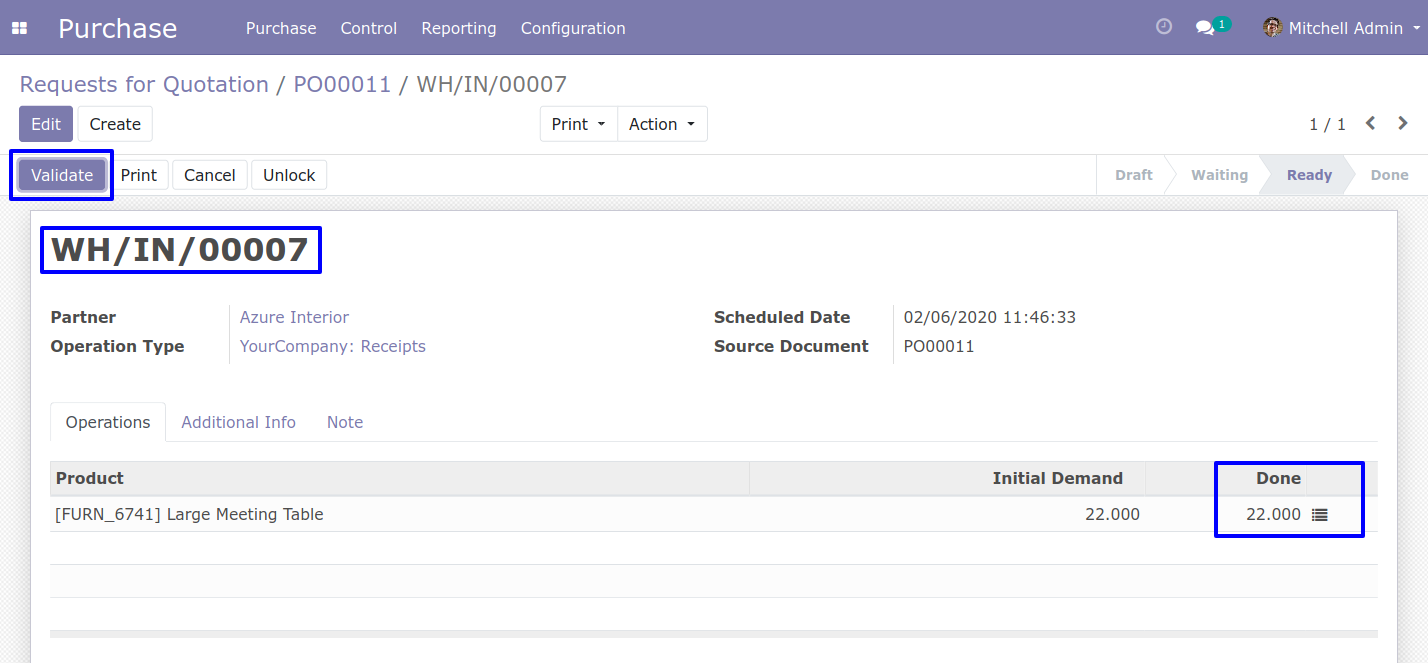 Purchase Purchase Control Reporting Configuration 1 Mitchell Admin
Requests for Quotation / PO00011 / WH/IN/00007
Edit Create Print Action 1 / 1
Validate Print Cancel Unlock Draft Waiting Ready Done
WH/IN/00007
Partner Azure Interior Scheduled Date 02/06/2020 11:46:33
Operation Type YourCompany: Receipts Source Document PO00011
Operations Additional Info Note
Product Initial Demand Done
[FURN_6741] Large Meeting Table 22.000 22.000